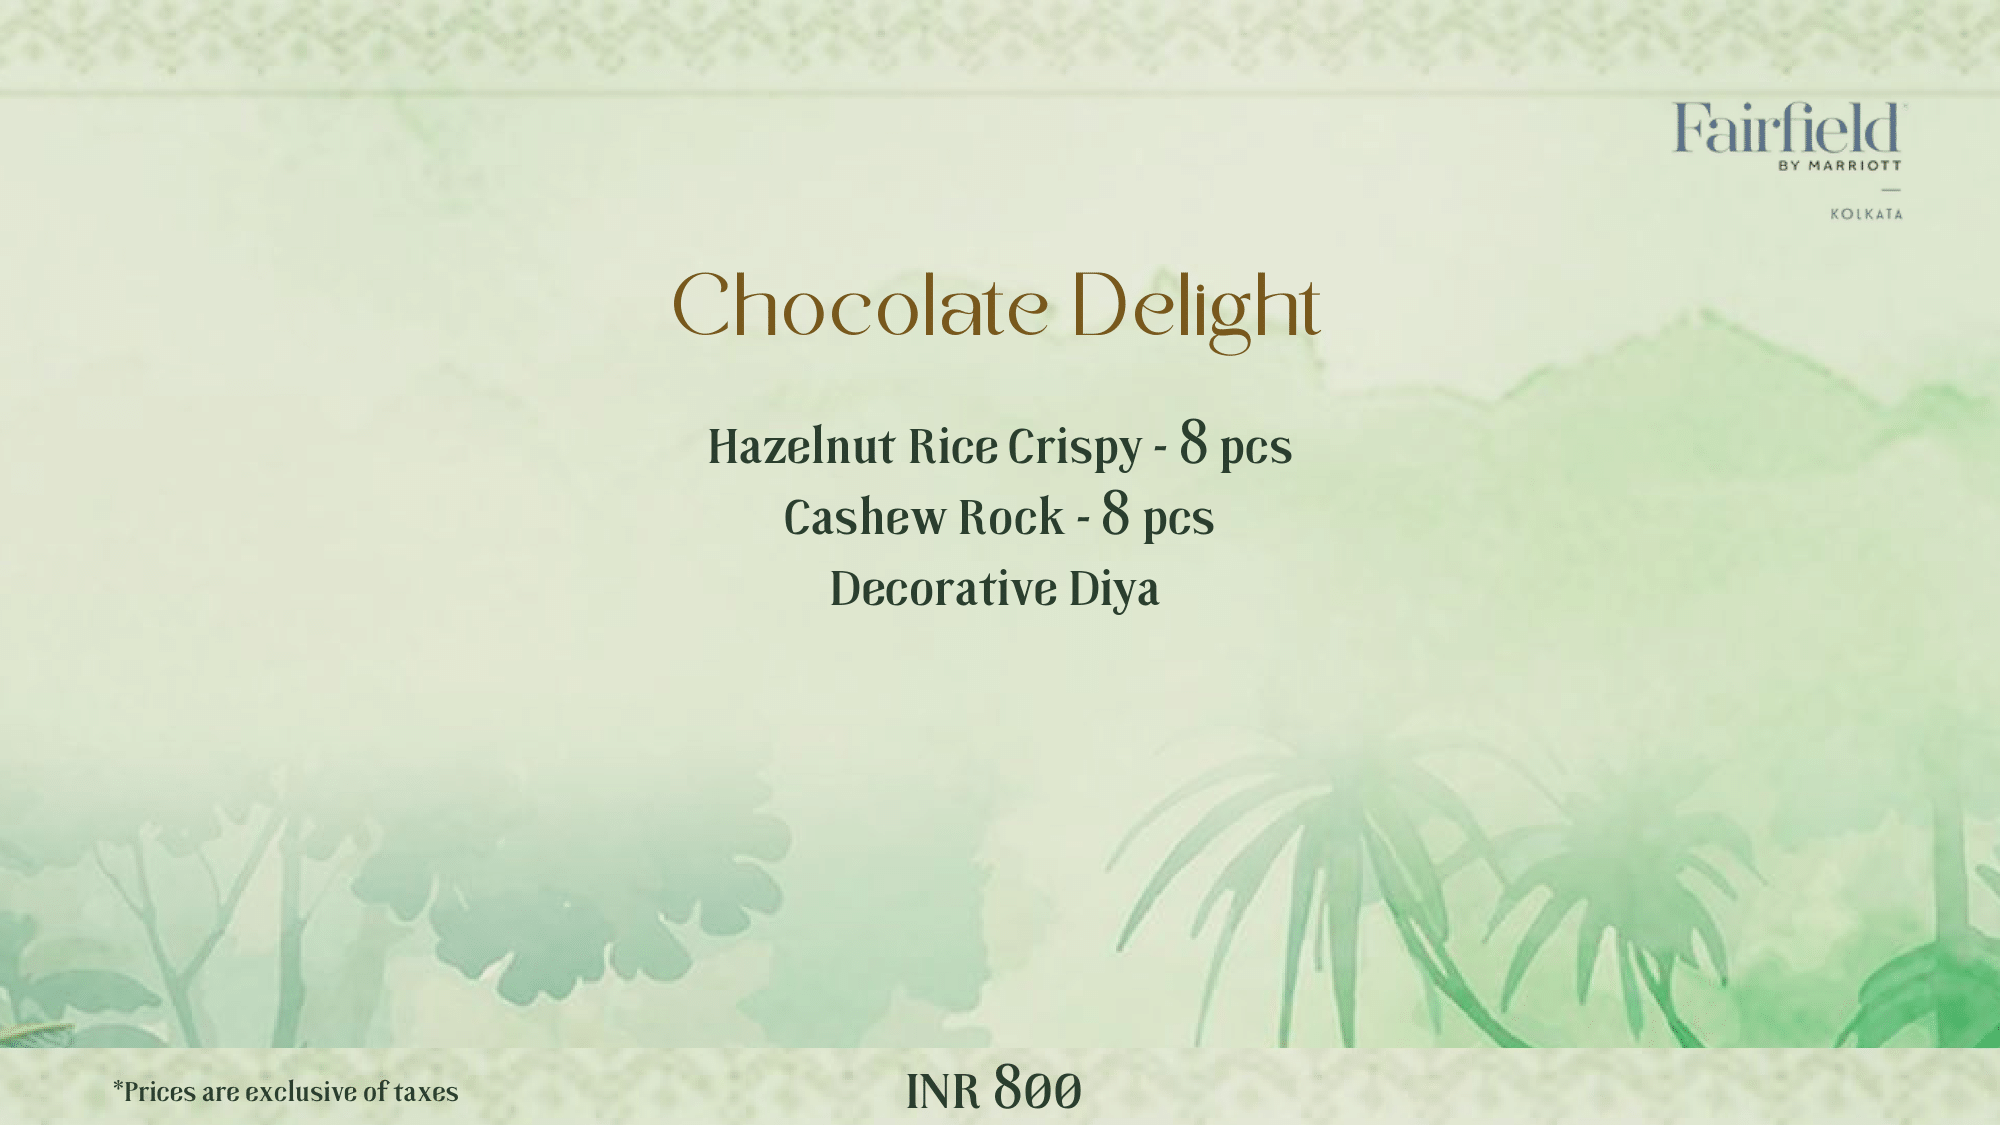 Fairfield
BY MARRIOTT
KOLKATA
Chocolate Delight
Hazelnut Rice Crispy - 8 pcs
Cashew Rock - 8 pcs
Decorative Diya
*Prices are exclusive of taxes
INR 800